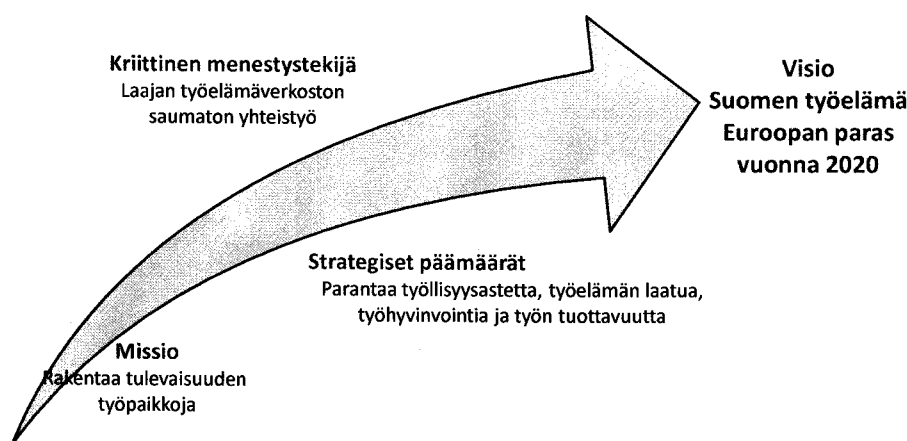 Kriittinen menestystekijä
Laajan työelämäverkoston
saumaton yhteistyö
Visio
Suomen työelämä
Euroopan paras
vuonna 2020
Strategiset päämäärät
Parantaa työllisyysastetta, työelämän laatua,
työhyvinvointia ja työn tuottavuutta
Missio
Rakentaa tulevaisuuden
työpaikkoja